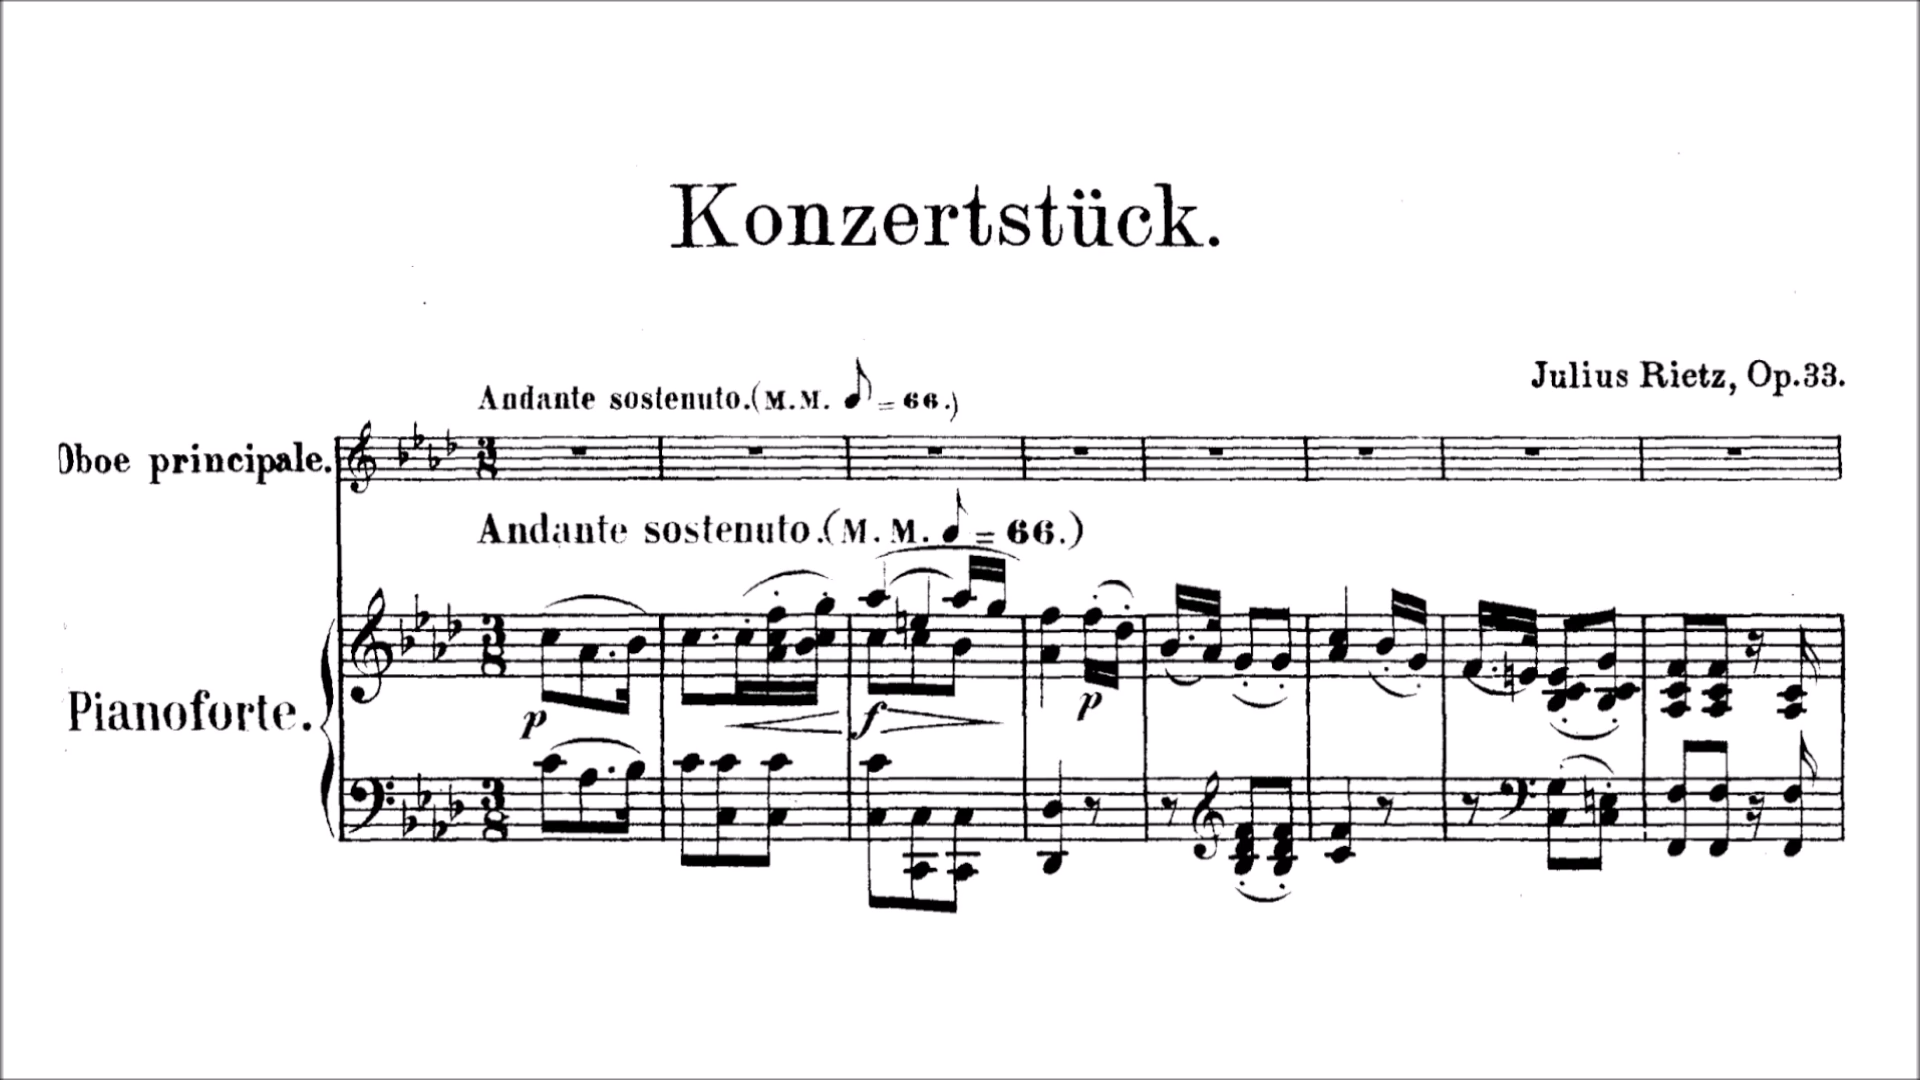 Konzertstück.
Julius Rietz, Op.33.
Andante sostenuto.(M.M. ♪ = 66.)
Oboe principale.
Andante sostenuto.(M.M. ♪ = 66.)
Pianoforte.
p
f
p